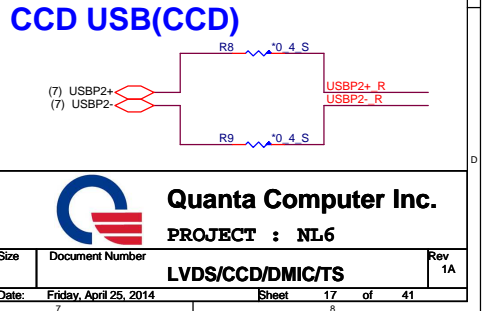 CCD USB(CCD)
R8 *0_4_S
(7) USBP2+ USBP2+_R
(7) USBP2- USBP2-_R
R9 *0_4_S
D
Quanta Computer Inc.
PROJECT : NL6
Size Document Number Rev
LVDS/CCD/DMIC/TS 1A
Date: Friday, April 25, 2014 Sheet 17 of 41
7 8